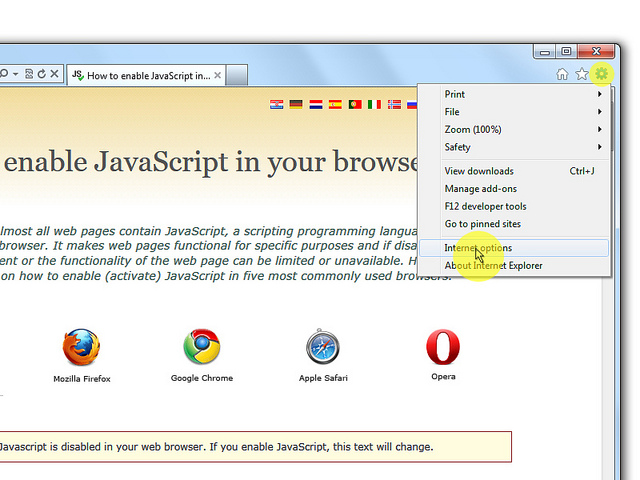 JS How to enable JavaScript in...
Print
File
Zoom (100%)
Safety
View downloads Ctrl+J
Manage add-ons
F12 developer tools
Go to pinned sites
Internet options
About Internet Explorer
enable JavaScript in your browse
lmost all web pages contain JavaScript, a scripting programming langua
browser. It makes web pages functional for specific purposes and if disa
ent or the functionality of the web page can be limited or unavailable. H
on how to enable (activate) JavaScript in five most commonly used browsers.
Mozilla Firefox Google Chrome Apple Safari Opera
Javascript is disabled in your web browser. If you enable JavaScript, this text will change.